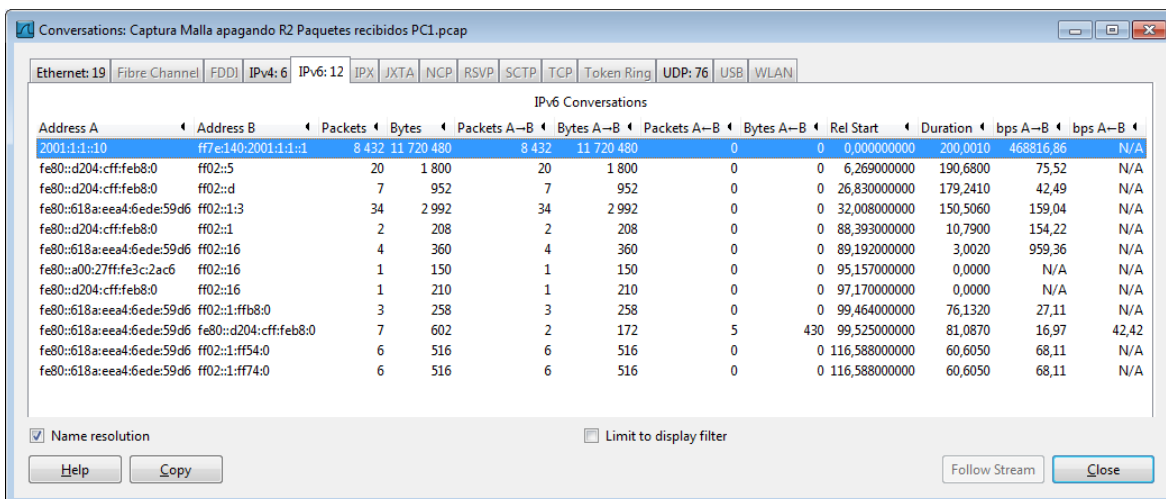 Conversations: Captura Malla apagando R2 Paquetes recibidos PC1.pcap
Ethernet: 19 Fibre Channel FDDI IPv4: 6 IPv6: 12 IPX JXTA NCP RSVP SCTP TCP Token Ring UDP: 76 USB WLAN
IPv6 Conversations
Address A Address B Packets Bytes Packets A→B Bytes A→B Packets A←B Bytes A←B Rel Start Duration bps A→B bps A←B
2001:1:1::10 ff7e:140:2001:1:1::1 8 432 11 720 480 8 432 11 720 480 0 0 0,000000000 200,0010 468816,86 N/A
fe80::d204:cff:feb8:0 ff02::5 20 1 800 20 1 800 0 0 6,269000000 190,6800 75,52 N/A
fe80::d204:cff:feb8:0 ff02::d 7 952 7 952 0 0 26,830000000 179,2410 42,49 N/A
fe80::618a:eea4:6ede:59d6 ff02::1:3 34 2 992 34 2 992 0 0 32,008000000 150,5060 159,04 N/A
fe80::d204:cff:feb8:0 ff02::1 2 208 2 208 0 0 88,393000000 10,7900 154,22 N/A
fe80::618a:eea4:6ede:59d6 ff02::16 4 360 4 360 0 0 89,192000000 3,0020 959,36 N/A
fe80::a00:27ff:fe3c:2ac6 ff02::16 1 150 1 150 0 0 95,157000000 0,0000 N/A N/A
fe80::d204:cff:feb8:0 ff02::16 1 210 1 210 0 0 97,170000000 0,0000 N/A N/A
fe80::618a:eea4:6ede:59d6 ff02::1:ffb8:0 3 258 3 258 0 0 99,464000000 76,1320 27,11 N/A
fe80::618a:eea4:6ede:59d6 fe80::d204:cff:feb8:0 7 602 2 172 5 430 99,525000000 81,0870 16,97 42,42
fe80::618a:eea4:6ede:59d6 ff02::1:ff54:0 6 516 6 516 0 0 116,588000000 60,6050 68,11 N/A
fe80::618a:eea4:6ede:59d6 ff02::1:ff74:0 6 516 6 516 0 0 116,588000000 60,6050 68,11 N/A
Name resolution Limit to display filter
Help Copy Follow Stream Close